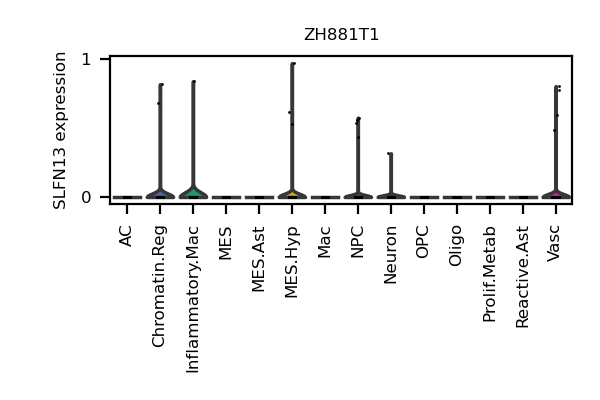 ZH881T1
SLFN13 expression
1
0
AC
Chromatin.Reg
Inflammatory.Mac
MES
MES.Ast
MES.Hyp
Mac
NPC
Neuron
OPC
Oligo
Prolif.Metab
Reactive.Ast
Vasc